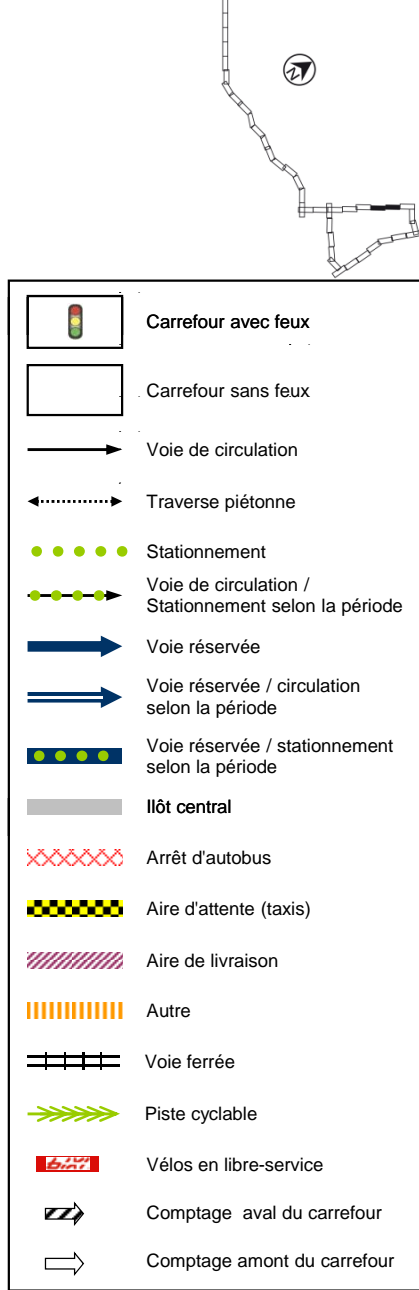 N
Carrefour avec feux
Carrefour sans feux
Voie de circulation
Traverse piétonne
Stationnement
Voie de circulation /
Stationnement selon la période
Voie réservée
Voie réservée / circulation
selon la période
Voie réservée / stationnement
selon la période
Ilôt central
Arrêt d'autobus
Aire d'attente (taxis)
Aire de livraison
Autre
Voie ferrée
Piste cyclable
Vélos en libre-service
Comptage aval du carrefour
Comptage amont du carrefour